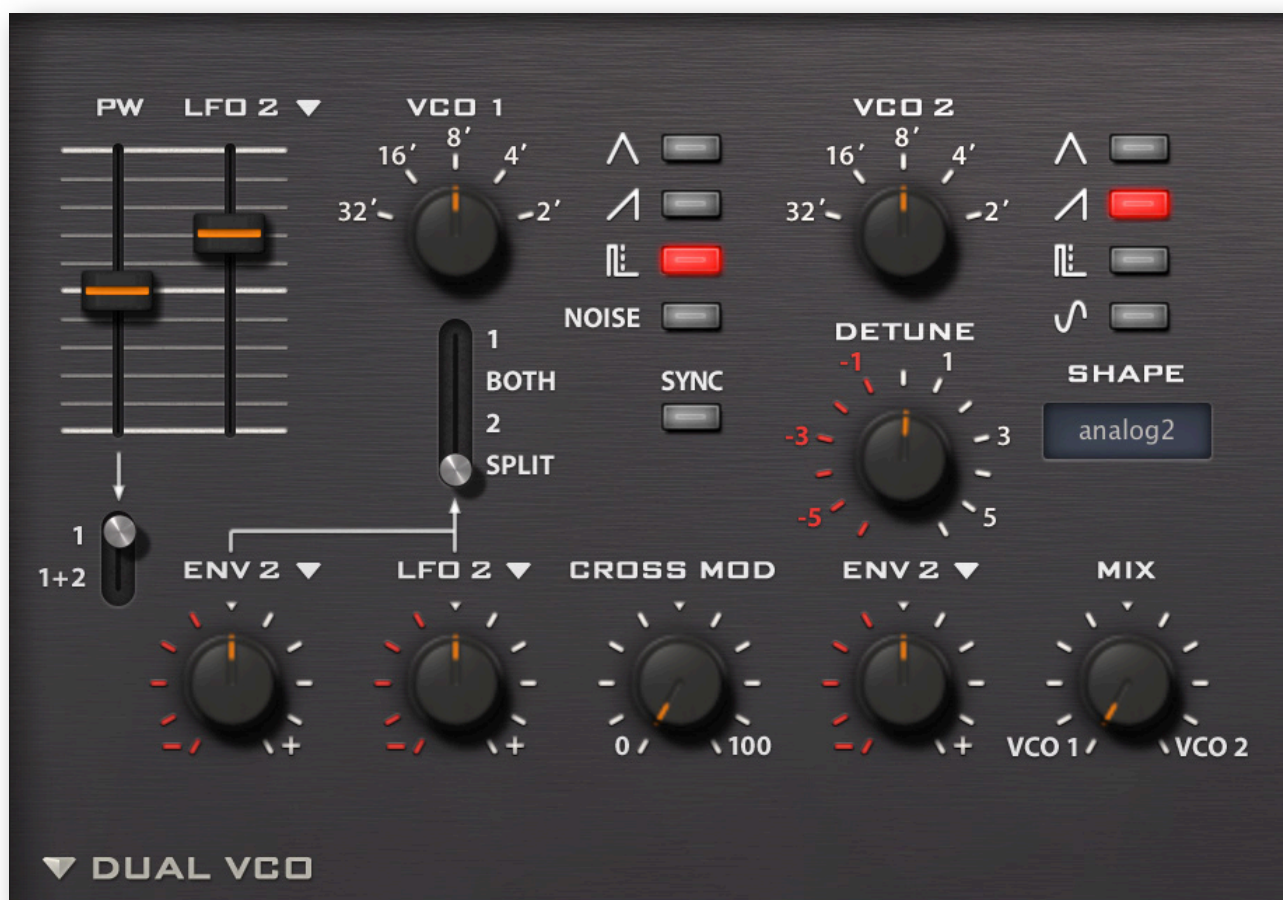 PW LFO 2 VCO 1 VCO 2
8′ 8′
16′ 4′ 16′ 4′
32′ 2′ 32′ 2′
NOISE
DETUNE
1
-1 1
BOTH SYNC SHAPE
2
-3 3 analog2
SPLIT
-5 5
1
1+2
ENV 2 LFO 2 CROSS MOD ENV 2 MIX
- + - + 0 100 - + VCO 1 VCO 2
DUAL VCO